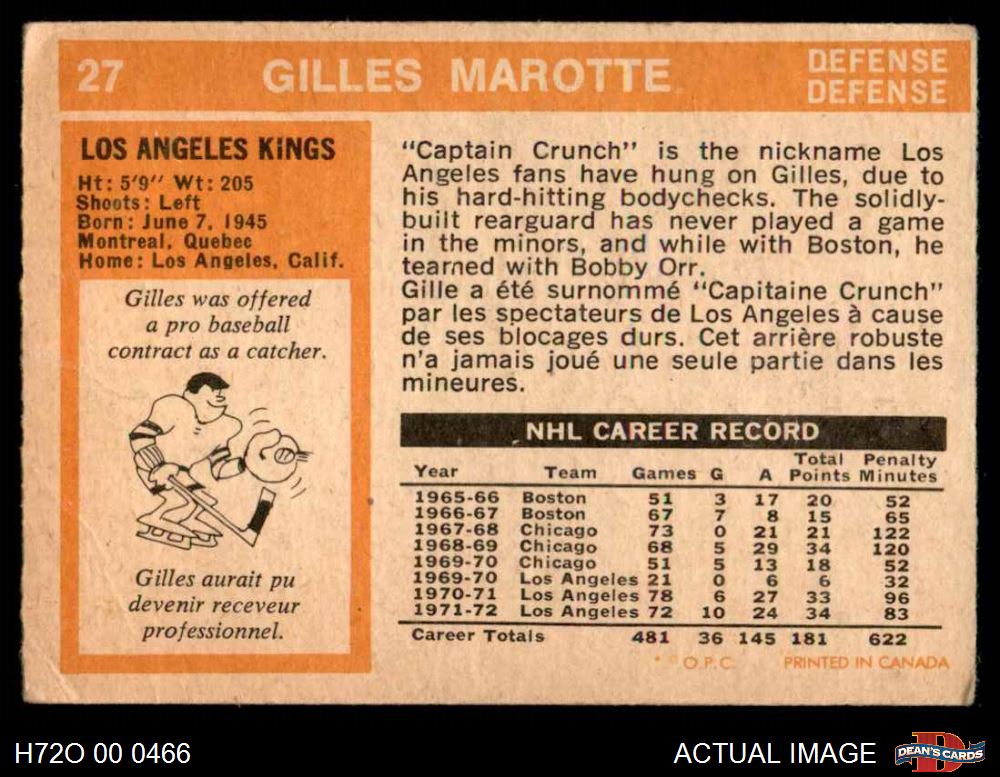 27 GILLES MAROTTE DEFENSE
DEFENSE
LOS ANGELES KINGS
Ht: 5'9" Wt: 205
Shoots: Left
Born: June 7, 1945
Montreal, Quebec
Home: Los Angeles, Calif.
Gilles was offered
a pro baseball
contract as a catcher.
Gilles aurait pu
devenir receveur
professionnel.
"Captain Crunch" is the nickname Los
Angeles fans have hung on Gilles, due to
his hard-hitting bodychecks. The solidly-
built rearguard has never played a game
in the minors, and while with Boston, he
teamed with Bobby Orr.
Gille a été surnommé "Capitaine Crunch"
par les spectateurs de Los Angeles à cause
de ses blocages durs. Cet arrière robuste
n'a jamais joué une seule partie dans les
mineures.
NHL CAREER RECORD
Total Penalty
Year Team Games G A Points Minutes
1965-66 Boston 51 3 17 20 52
1966-67 Boston 67 7 8 15 65
1967-68 Chicago 73 0 21 21 122
1968-69 Chicago 68 5 29 34 120
1969-70 Chicago 51 5 13 18 52
1969-70 Los Angeles 21 0 6 6 32
1970-71 Los Angeles 78 6 27 33 96
1971-72 Los Angeles 72 10 24 34 83
Career Totals 481 36 145 181 622
* © O.P.C. PRINTED IN CANADA
H72O 00 0466 ACTUAL IMAGE D DEAN'S CARDS